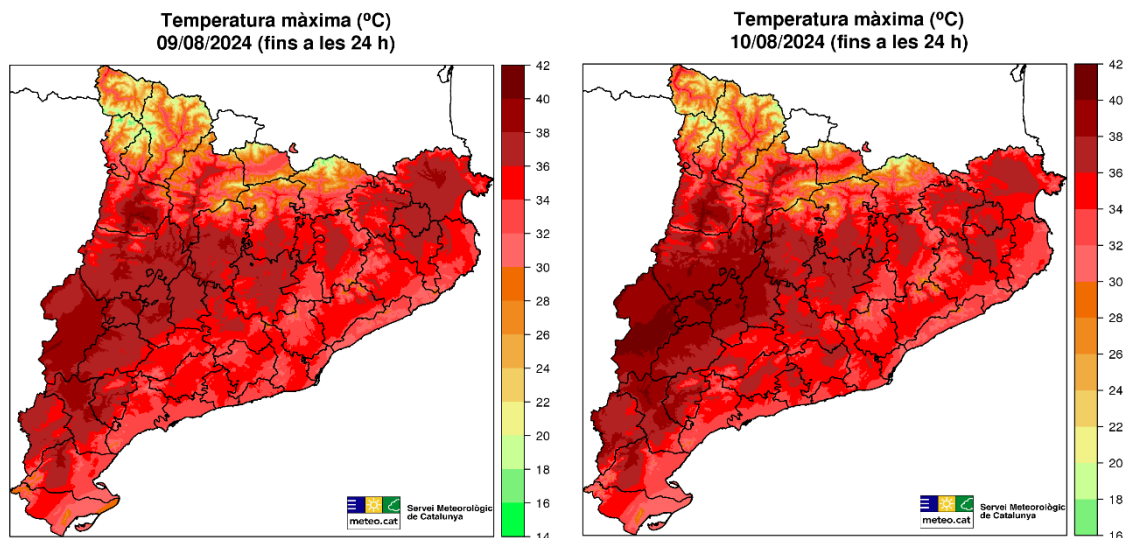 Temperatura màxima (ºC)
09/08/2024 (fins a les 24 h)
42
40
38
36
34
32
30
28
26
24
22
20
18
16
14
meteo.cat
Servei Meteorològic
de Catalunya
Temperatura màxima (ºC)
10/08/2024 (fins a les 24 h)
42
40
38
36
34
32
30
28
26
24
22
20
18
16
meteo.cat
Servei Meteorològic
de Catalunya